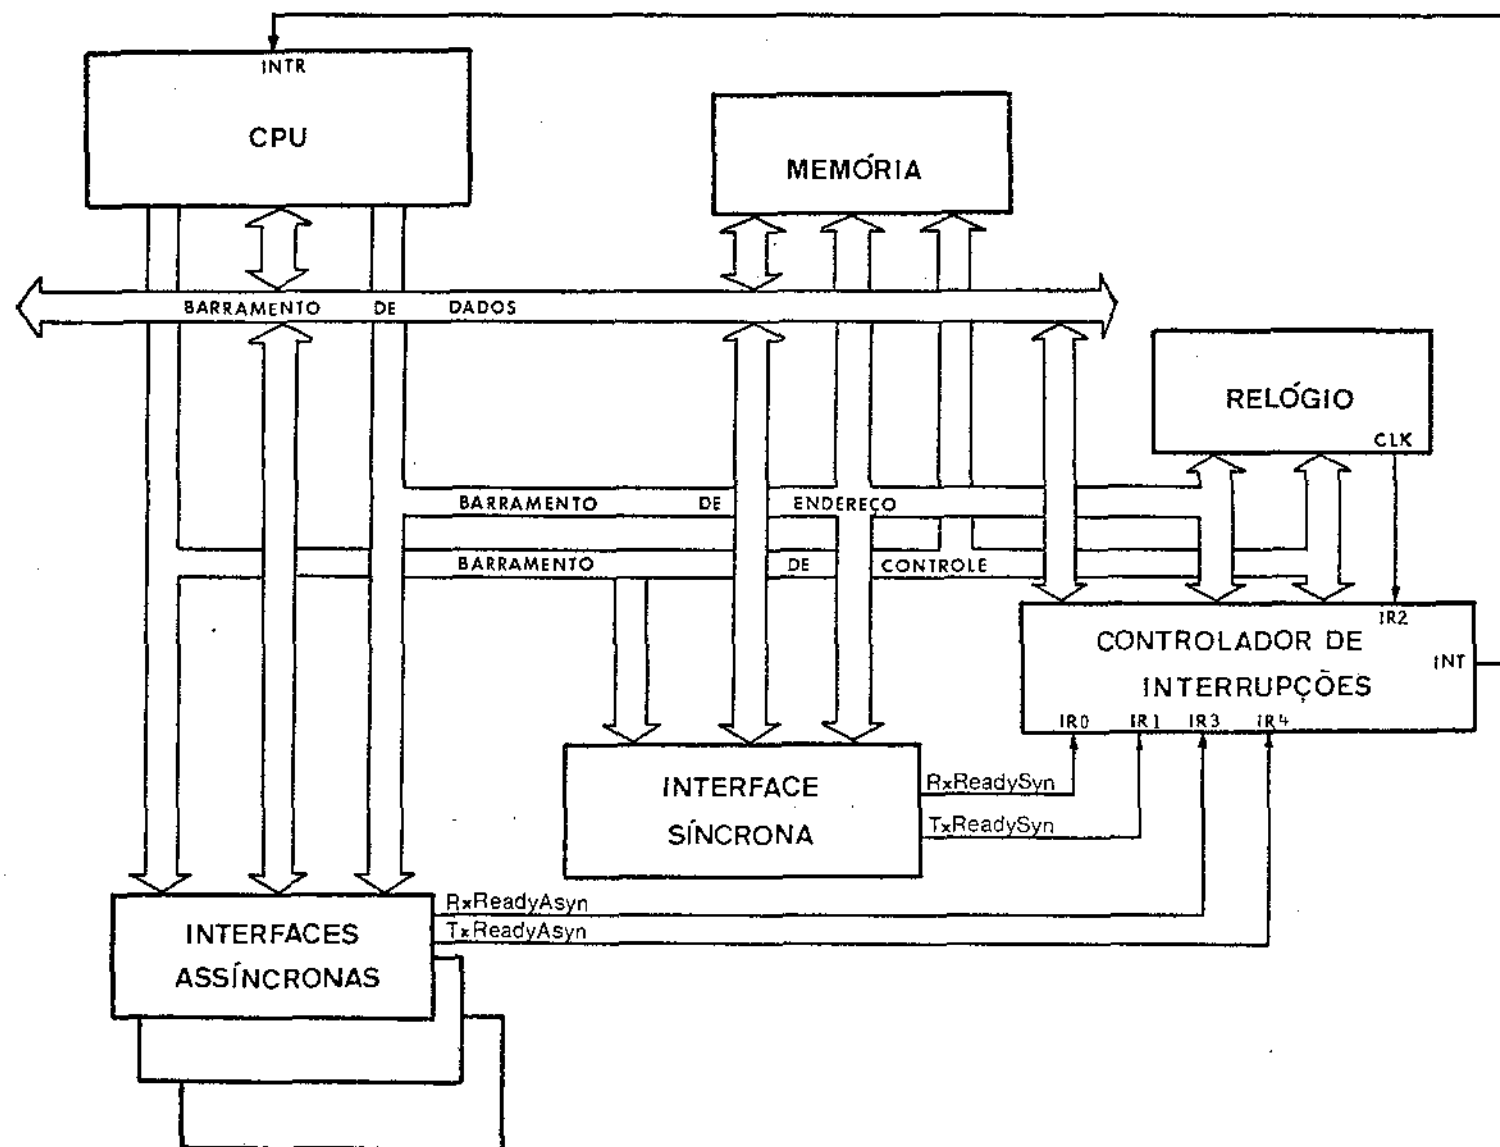 INTR
CPU
MEMÓRIA
BARRAMENTO DE DADOS
RELÓGIO
CLK
BARRAMENTO DE ENDEREÇO
BARRAMENTO DE CONTROLE
IR2
CONTROLADOR DE
INT
INTERRUPÇÕES
IR0 IR1 IR3 IR4
INTERFACE
SÍNCRONA
RxReadySyn
TxReadySyn
RxReadyAsyn
TxReadyAsyn
INTERFACES
ASSÍNCRONAS